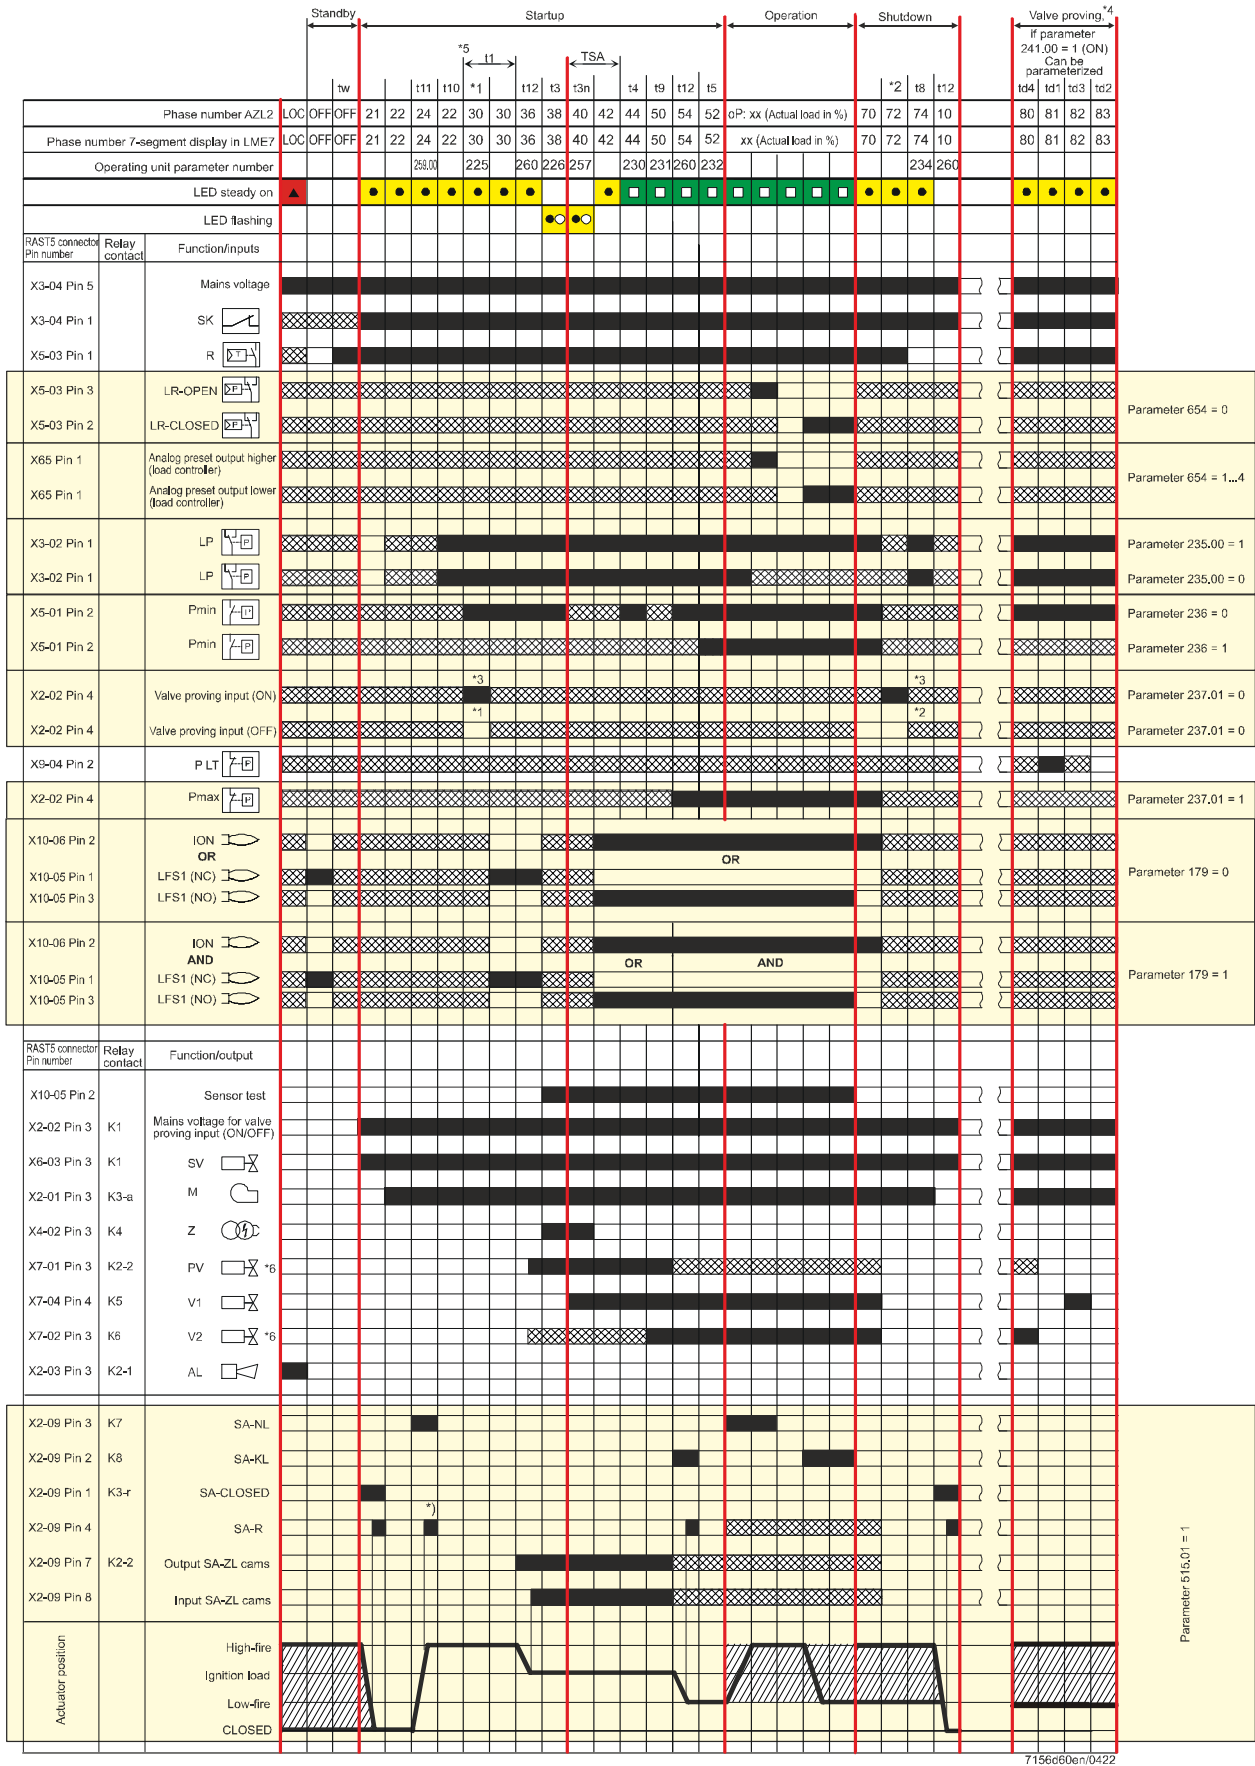 Standby Startup Operation Shutdown Valve proving,*4
if parameter
241.00 = 1 (ON)
Can be
parameterized
*5 t1 TSA
tw t11 t10 *1 t12 t3 t3n t4 t9 t12 t5 *2 t8 t12 td4 td1 td3 td2
Phase number AZL2 LOC OFF OFF 21 22 24 22 30 30 36 38 40 42 44 50 54 52 oP: xx (Actual load in %) 70 72 74 10 80 81 82 83
Phase number 7-segment display in LME7 LOC OFF OFF 21 22 24 22 30 30 36 38 40 42 44 50 54 52 xx (Actual load in %) 70 72 74 10 80 81 82 83
Operating unit parameter number 259.00 225 260 226 257 230 231 260 232 234 260
LED steady on
LED flashing
RAST5 connector Pin number Relay contact Function/inputs
X3-04 Pin 5 Mains voltage
X3-04 Pin 1 SK
X5-03 Pin 1 R
X5-03 Pin 3 LR-OPEN
Parameter 654 = 0
X5-03 Pin 2 LR-CLOSED
X65 Pin 1 Analog preset output higher
(load controller)
Parameter 654 = 1...4
X65 Pin 1 Analog preset output lower
(load controller)
X3-02 Pin 1 LP Parameter 235.00 = 1
X3-02 Pin 1 LP Parameter 235.00 = 0
X5-01 Pin 2 Pmin Parameter 236 = 0
X5-01 Pin 2 Pmin Parameter 236 = 1
*3 *3
X2-02 Pin 4 Valve proving input (ON) Parameter 237.01 = 0
*1 *2
X2-02 Pin 4 Valve proving input (OFF) Parameter 237.01 = 0
X9-04 Pin 2 P LT
X2-02 Pin 4 Pmax Parameter 237.01 = 1
X10-06 Pin 2 ION
OR OR
Parameter 179 = 0
X10-05 Pin 1 LFS1 (NC)
X10-05 Pin 3 LFS1 (NO)
X10-06 Pin 2 ION
AND OR AND
Parameter 179 = 1
X10-05 Pin 1 LFS1 (NC)
X10-05 Pin 3 LFS1 (NO)
RAST5 connector Pin number Relay contact Function/output
X10-05 Pin 2 Sensor test
X2-02 Pin 3 K1 Mains voltage for valve
proving input (ON/OFF)
X6-03 Pin 3 K1 SV
X2-01 Pin 3 K3-a M
X4-02 Pin 3 K4 Z
X7-01 Pin 3 K2-2 PV *6
X7-04 Pin 4 K5 V1
X7-02 Pin 3 K6 V2 *6
X2-03 Pin 3 K2-1 AL
X2-09 Pin 3 K7 SA-NL
X2-09 Pin 2 K8 SA-KL
X2-09 Pin 1 K3-r SA-CLOSED
*)
X2-09 Pin 4 SA-R
X2-09 Pin 7 K2-2 Output SA-ZL cams
X2-09 Pin 8 Input SA-ZL cams
Parameter 515.01 = 1
Actuator position
High-fire
Ignition load
Low-fire
CLOSED
7156d60en/0422